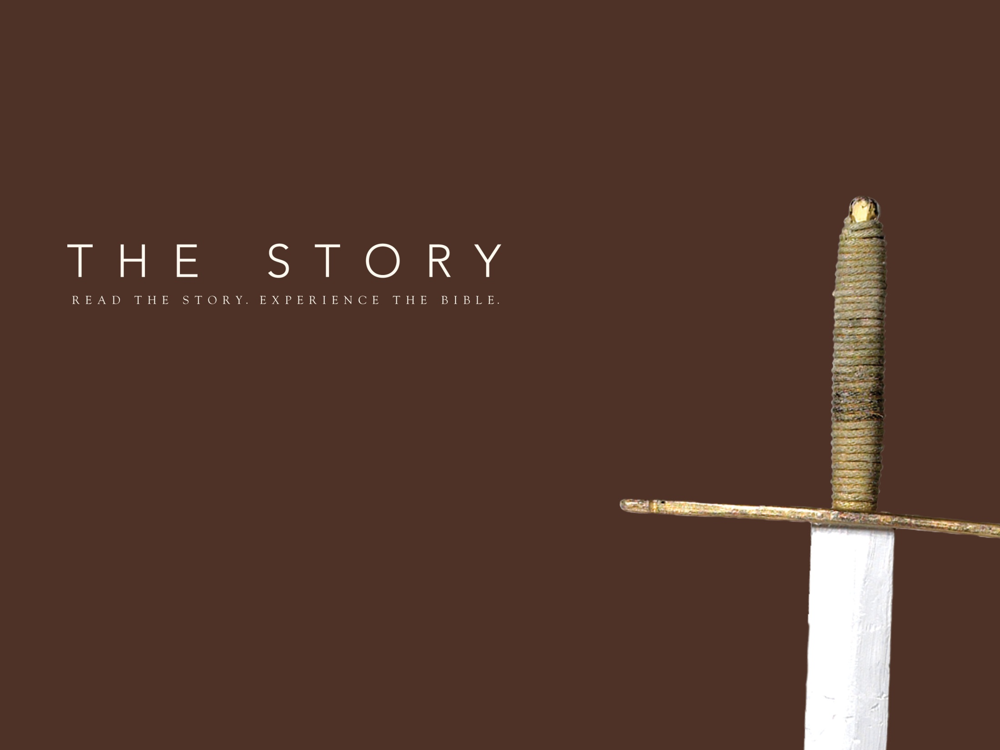 THE STORY
READ THE STORY. EXPERIENCE THE BIBLE.